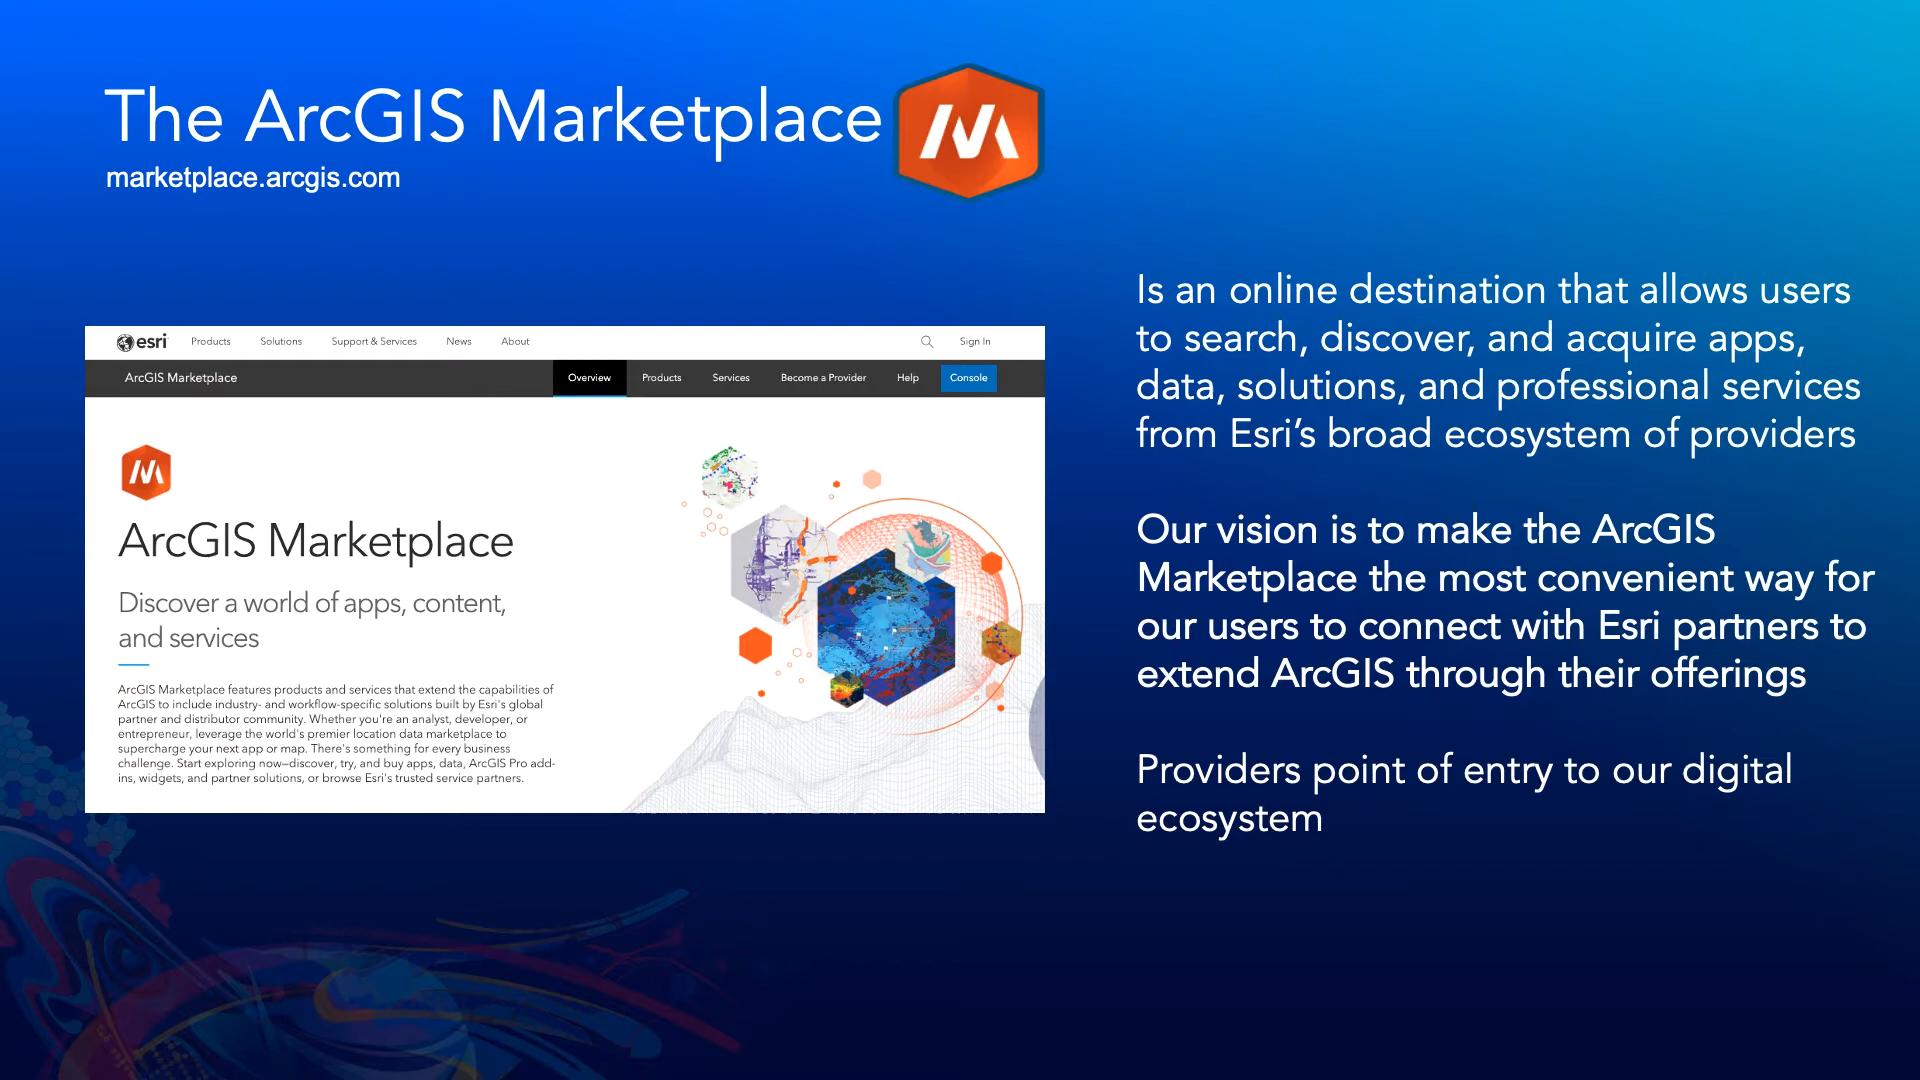 The ArcGIS Marketplace
marketplace.arcgis.com
esri Products Solutions Support & Services News About Sign In
ArcGIS Marketplace Overview Products Services Become a Provider Help Console
ArcGIS Marketplace
Discover a world of apps, content,
and services
ArcGIS Marketplace features products and services that extend the capabilities of
ArcGIS to include industry- and workflow-specific solutions built by Esri's global
partner and distributor community. Whether you're an analyst, developer, or
entrepreneur, leverage the world's premier location data marketplace to
supercharge your next app or map. There's something for every business
challenge. Start exploring now—discover, try, and buy apps, data, ArcGIS Pro add-
ins, widgets, and partner solutions, or browse Esri's trusted service partners.
Is an online destination that allows users
to search, discover, and acquire apps,
data, solutions, and professional services
from Esri’s broad ecosystem of providers
Our vision is to make the ArcGIS
Marketplace the most convenient way for
our users to connect with Esri partners to
extend ArcGIS through their offerings
Providers point of entry to our digital
ecosystem